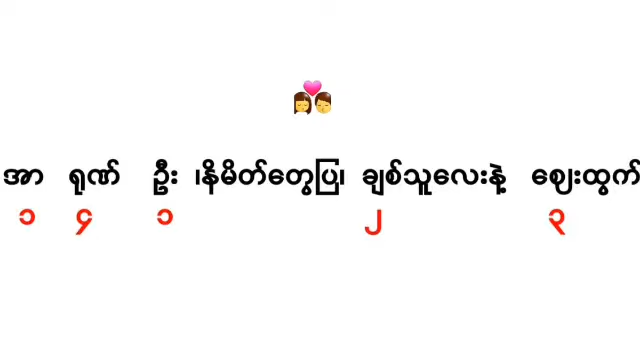 အာ ရုဏ် ဦး ၊နိမိတ်တွေပြ၊ ချစ်သူလေးနဲ့ ဈေးထွက်
၁ ၄ ၁ ၂ ၃